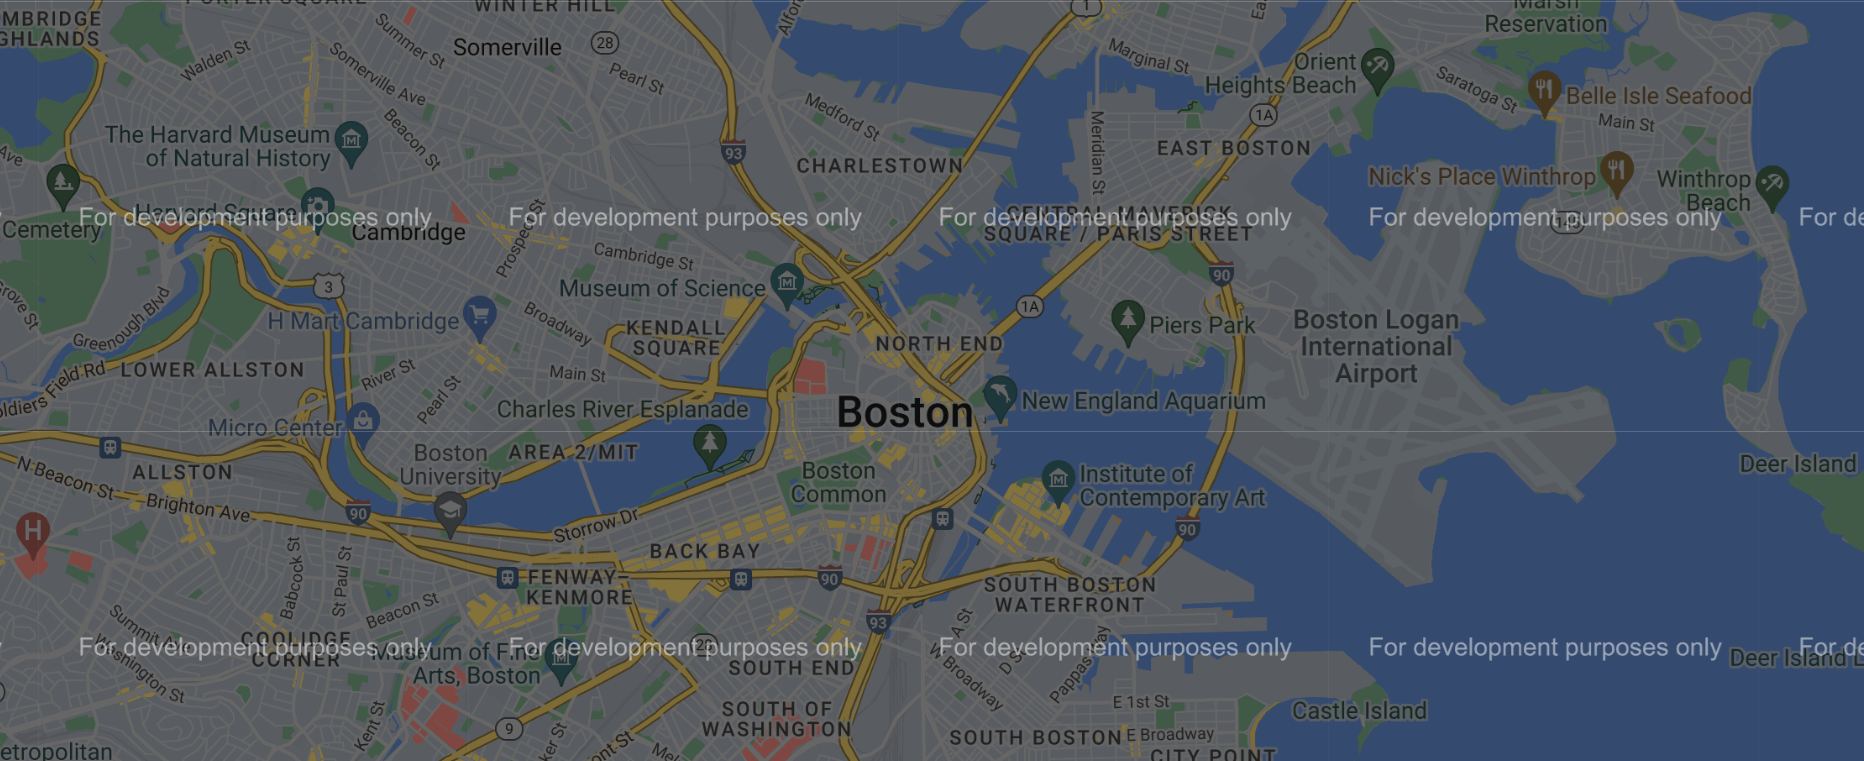 MBRIDGE
GHLANDS
PORTER SQUARE
WINTER HILL
1
Marsh
Reservation
Walden St
Summer St
Somerville
28
Marginal St
Orient
Heights Beach
Somerville Ave
Pearl St
Saratoga St
Belle Isle Seafood
Main St
The Harvard Museum
of Natural History
Beacon St
Medford St
Meridian St
1A
Ave
93
CHARLESTOWN
EAST BOSTON
Nick's Place Winthrop
Winthrop
Beach
Harvard Square
For development purposes only
For development purposes only
For development purposes only
For development purposes only
For de
Cemetery
Cambridge
Prospect St
CENTRAL MAVERICK
SQUARE / PARIS STREET
145
Cambridge St
Grove St
3
Museum of Science
90
Greenough Blvd
H Mart Cambridge
Broadway
KENDALL
SQUARE
1A
Piers Park
Boston Logan
International
Airport
NORTH END
LOWER ALLSTON
River St
Main St
oldiers Field Rd
Pearl St
Charles River Esplanade
Boston
New England Aquarium
Micro Center
Boston
University
AREA 2/MIT
ALLSTON
N Beacon St
Boston
Common
Institute of
Contemporary Art
Deer Island
Brighton Ave
90
Storrow Dr
90
H
BACK BAY
Babcock St
St Paul St
FENWAY–
KENMORE
90
SOUTH BOSTON
WATERFRONT
Beacon St
93
A St
Summit Ave
Washington St
COOLIDGE
CORNER
For development purposes only
For development purposes only
For development purposes only
For development purposes only
For de
Museum of Fine
Arts, Boston
28
SOUTH END
W Broadway
D St
Pappas Way
Deer Island L
Kent St
9
SOUTH OF
WASHINGTON
E 1st St
Castle Island
SOUTH BOSTON
E Broadway
CITY POINT
etropolitan